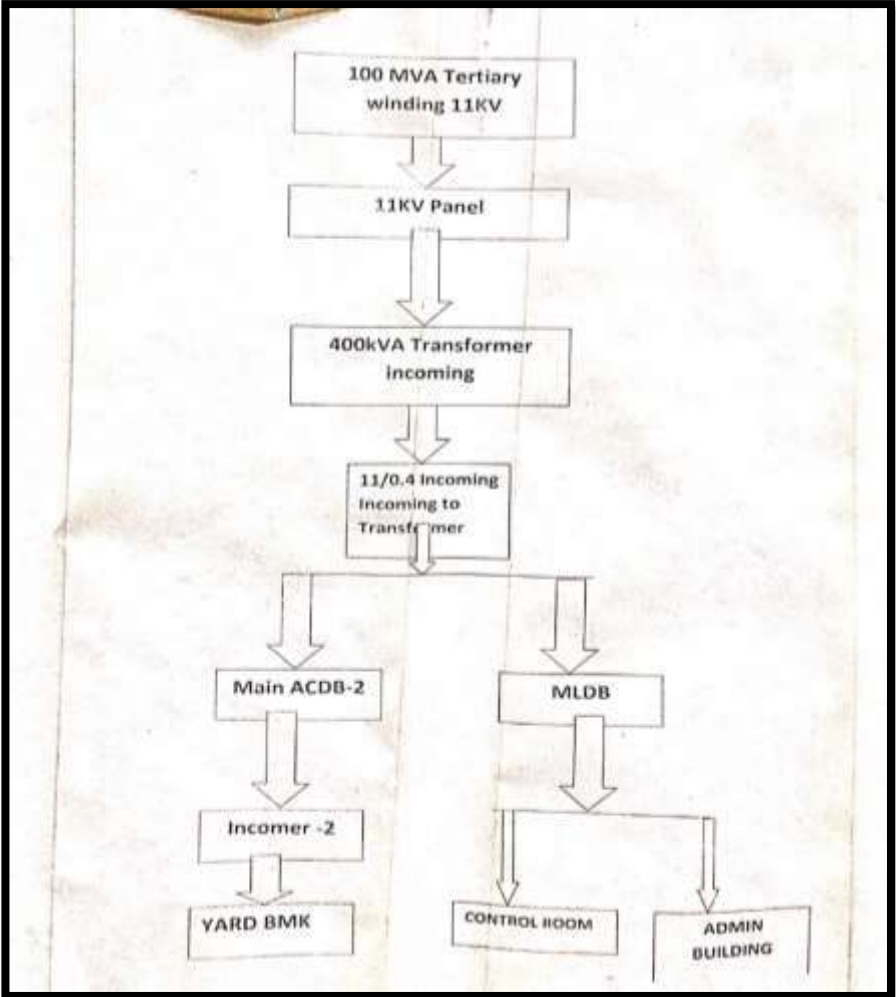 100 MVA Tertiary
winding 11KV
11KV Panel
400kVA Transformer
incoming
11/0.4 Incoming
Incoming to
Transformer
Main ACDB-2
MLDB
Incomer -2
YARD BMK
CONTROL ROOM
ADMIN
BUILDING